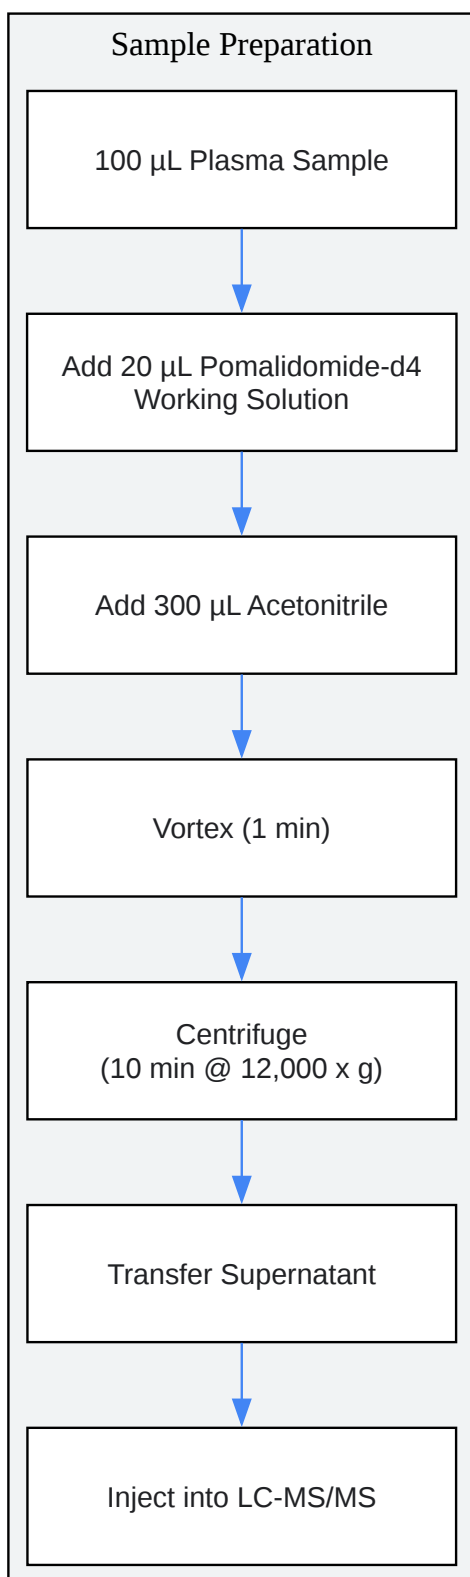 Sample Preparation
100 µL Plasma Sample
Add 20 µL Pomalidomide-d4
Working Solution
Add 300 µL Acetonitrile
Vortex (1 min)
Centrifuge
(10 min @ 12,000 x g)
Transfer Supernatant
Inject into LC-MS/MS